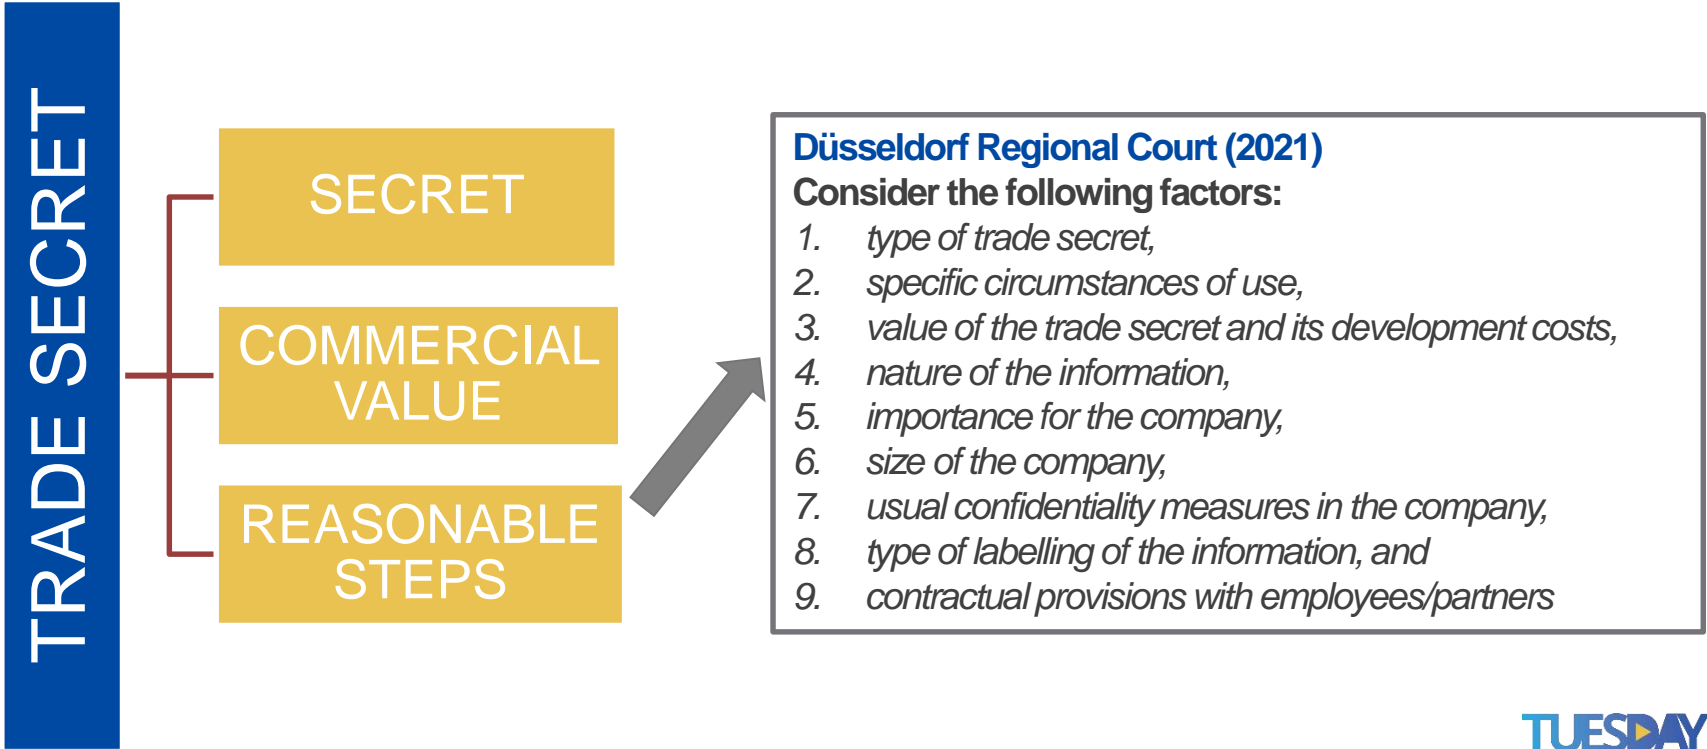 TRADE SECRET
SECRET
COMMERCIAL
VALUE
REASONABLE
STEPS
Düsseldorf Regional Court (2021)
Consider the following factors:
1. type of trade secret,
2. specific circumstances of use,
3. value of the trade secret and its development costs,
4. nature of the information,
5. importance for the company,
6. size of the company,
7. usual confidentiality measures in the company,
8. type of labelling of the information, and
9. contractual provisions with employees/partners
TUESDAY